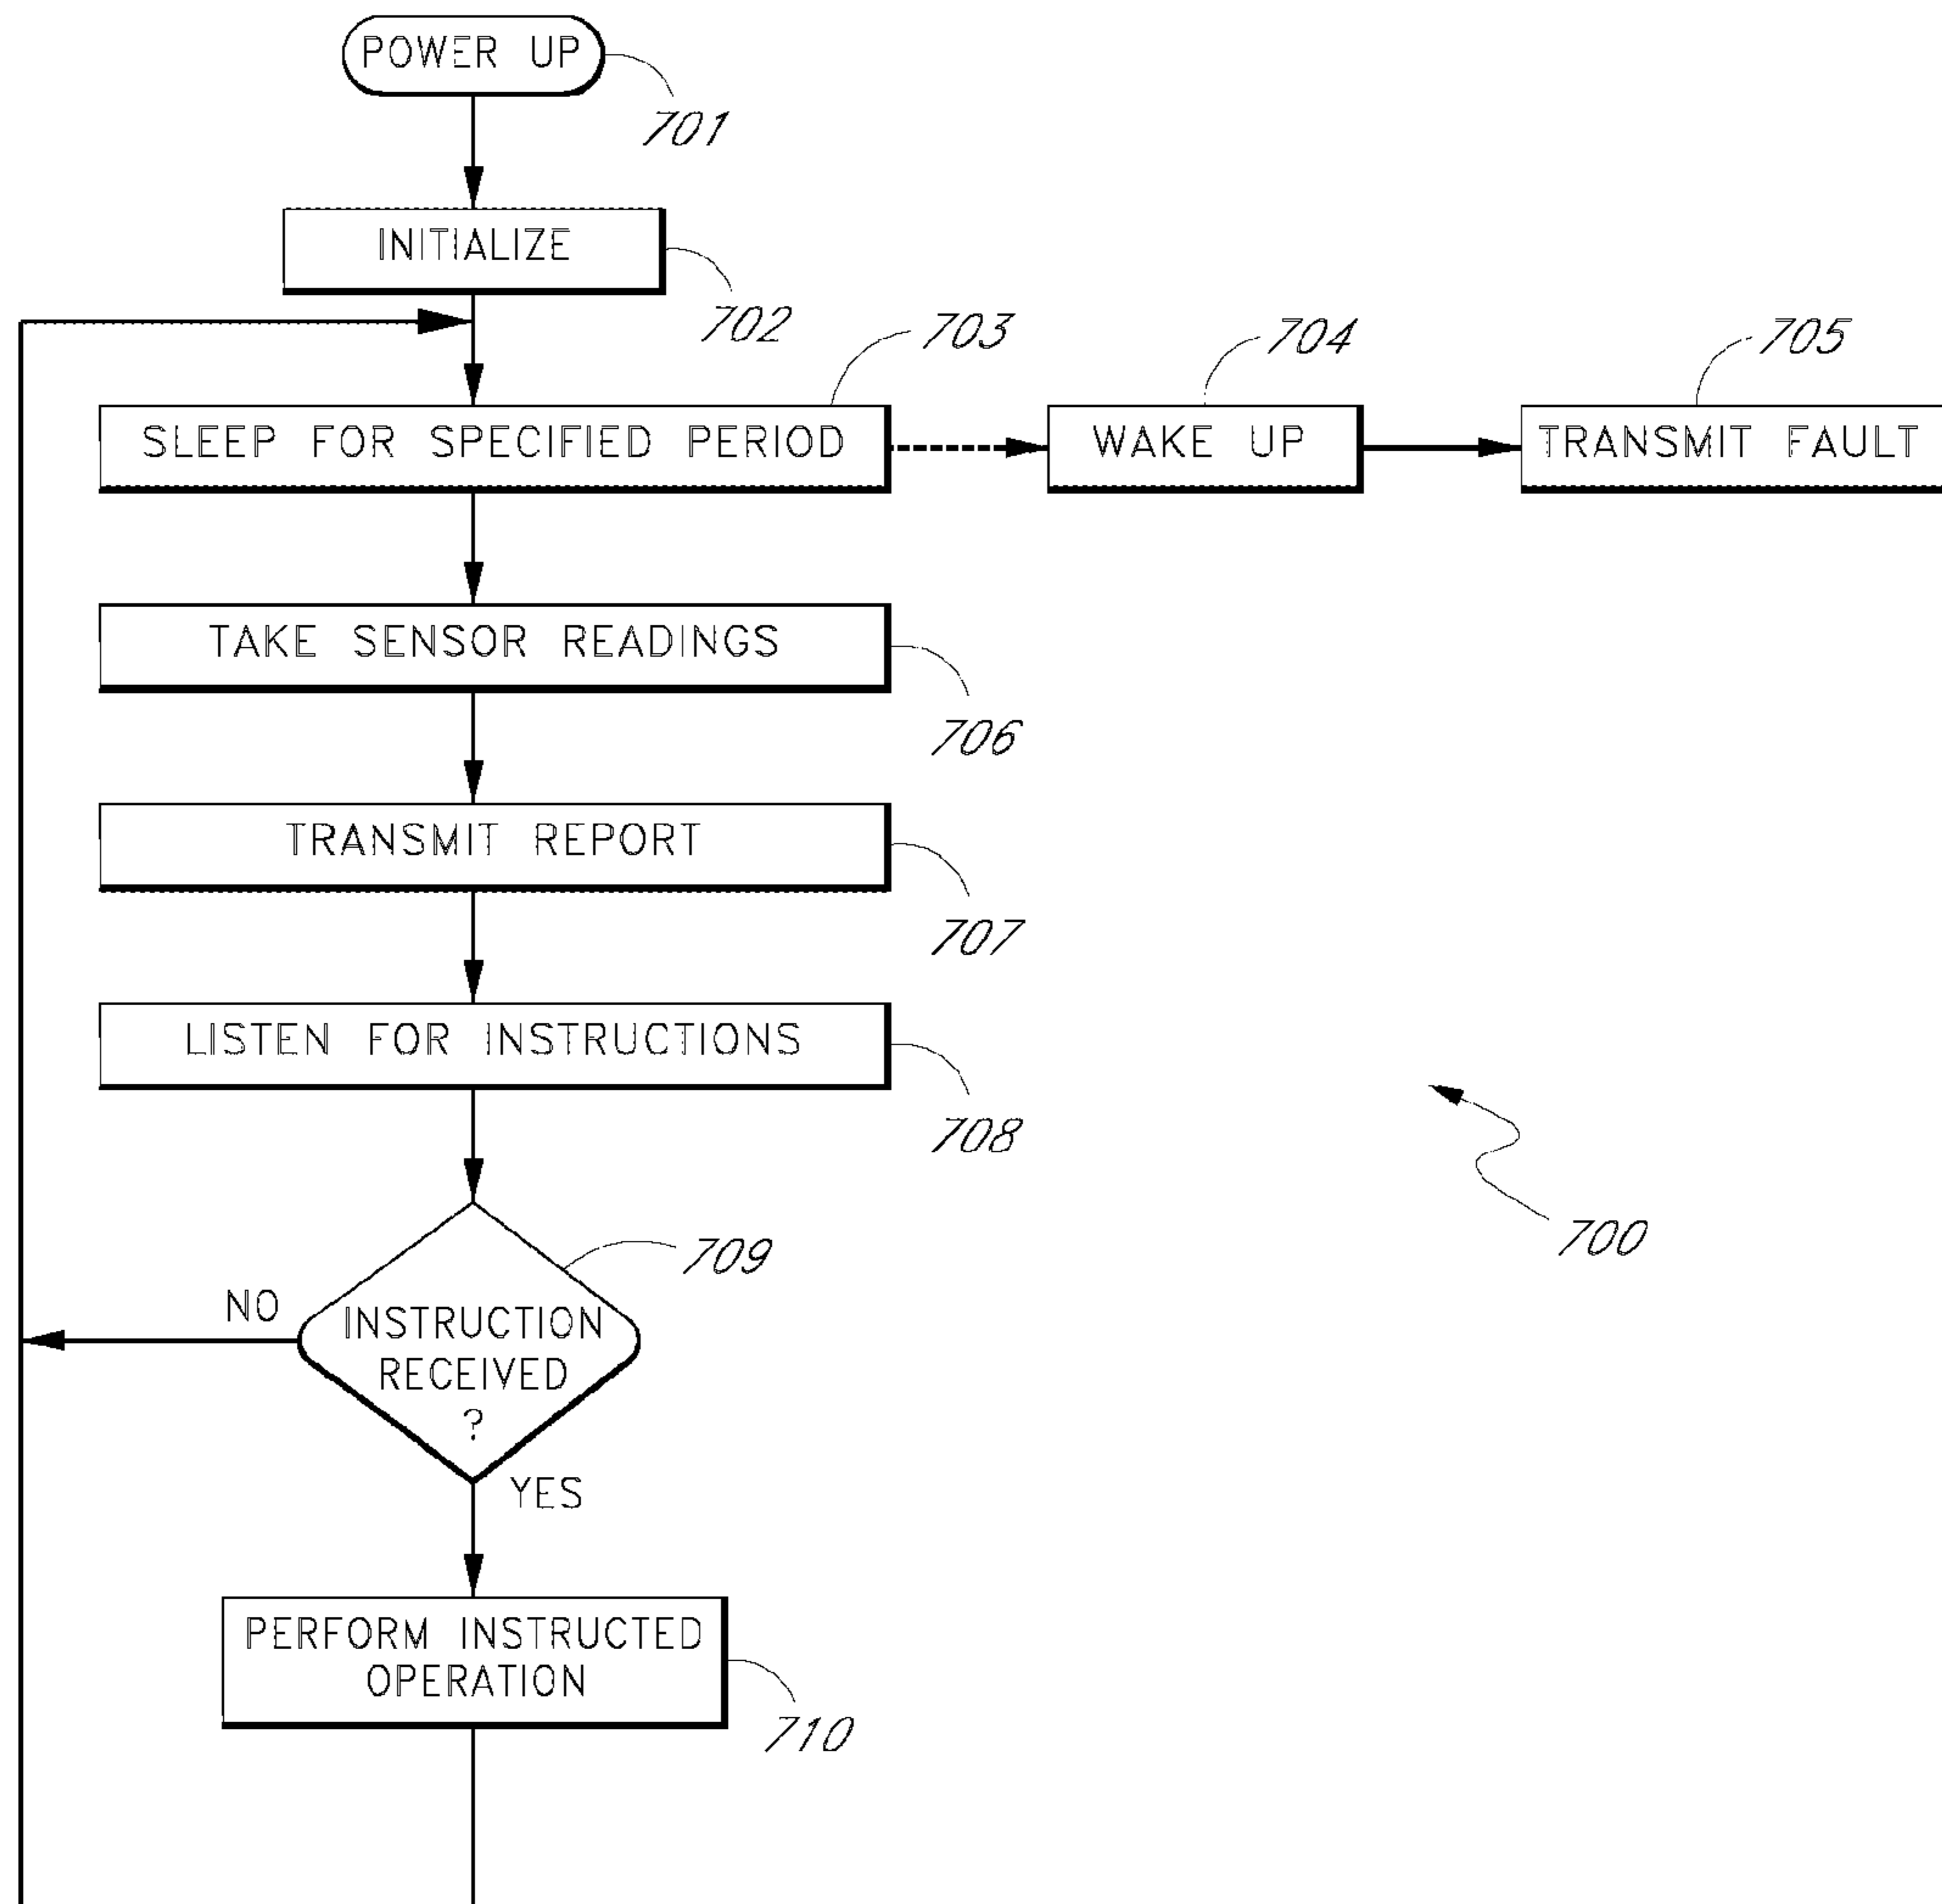 POWER UP
701
INITIALIZE
702
703
704
705
SLEEP FOR SPECIFIED PERIOD
WAKE UP
TRANSMIT FAULT
TAKE SENSOR READINGS
706
TRANSMIT REPORT
707
LISTEN FOR INSTRUCTIONS
708
709
700
NO
INSTRUCTION
RECEIVED
?
YES
PERFORM INSTRUCTED
OPERATION
710